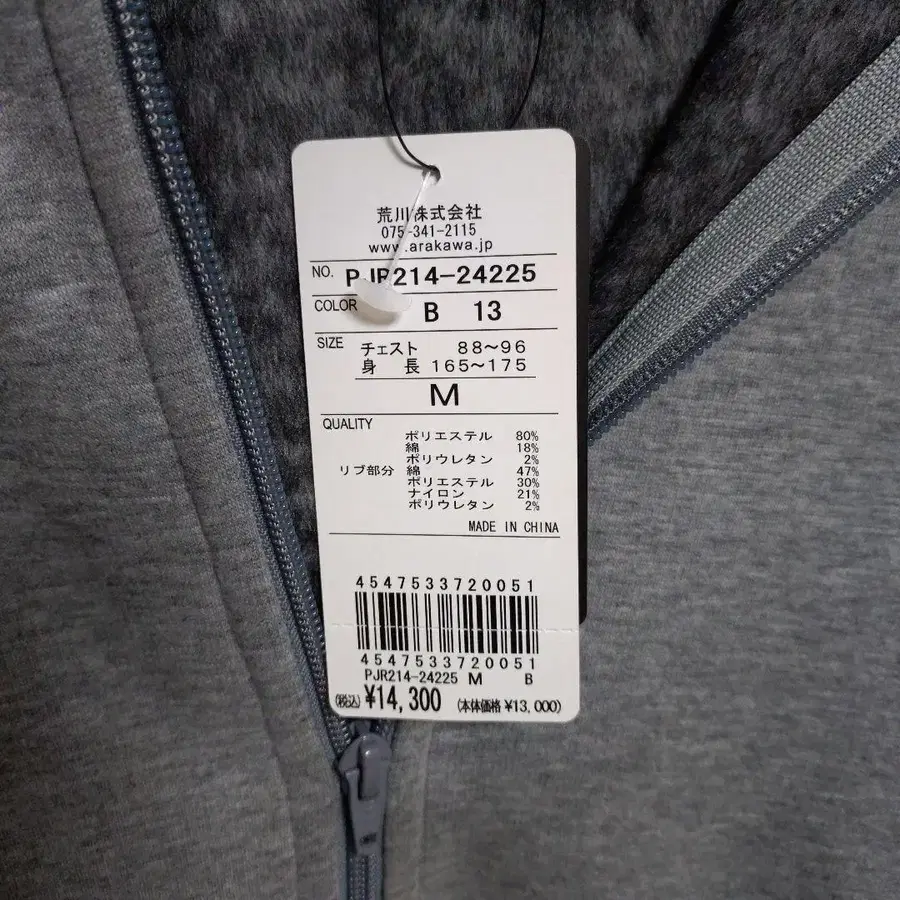 荒川株式会社
075-341-2115
www.arakawa.jp
NO. PJR214-24225
COLOR B 13
SIZE チェスト 88〜96
身長 165〜175
M
QUALITY
ポリエステル 80%
綿 18%
ポリウレタン 2%
リブ部分 綿 47%
ポリエステル 30%
ナイロン 21%
ポリウレタン 2%
MADE IN CHINA
4547533720051
4547533720051
PJR214-24225 M B
(税込) ¥14,300 (本体価格 ¥13,000)